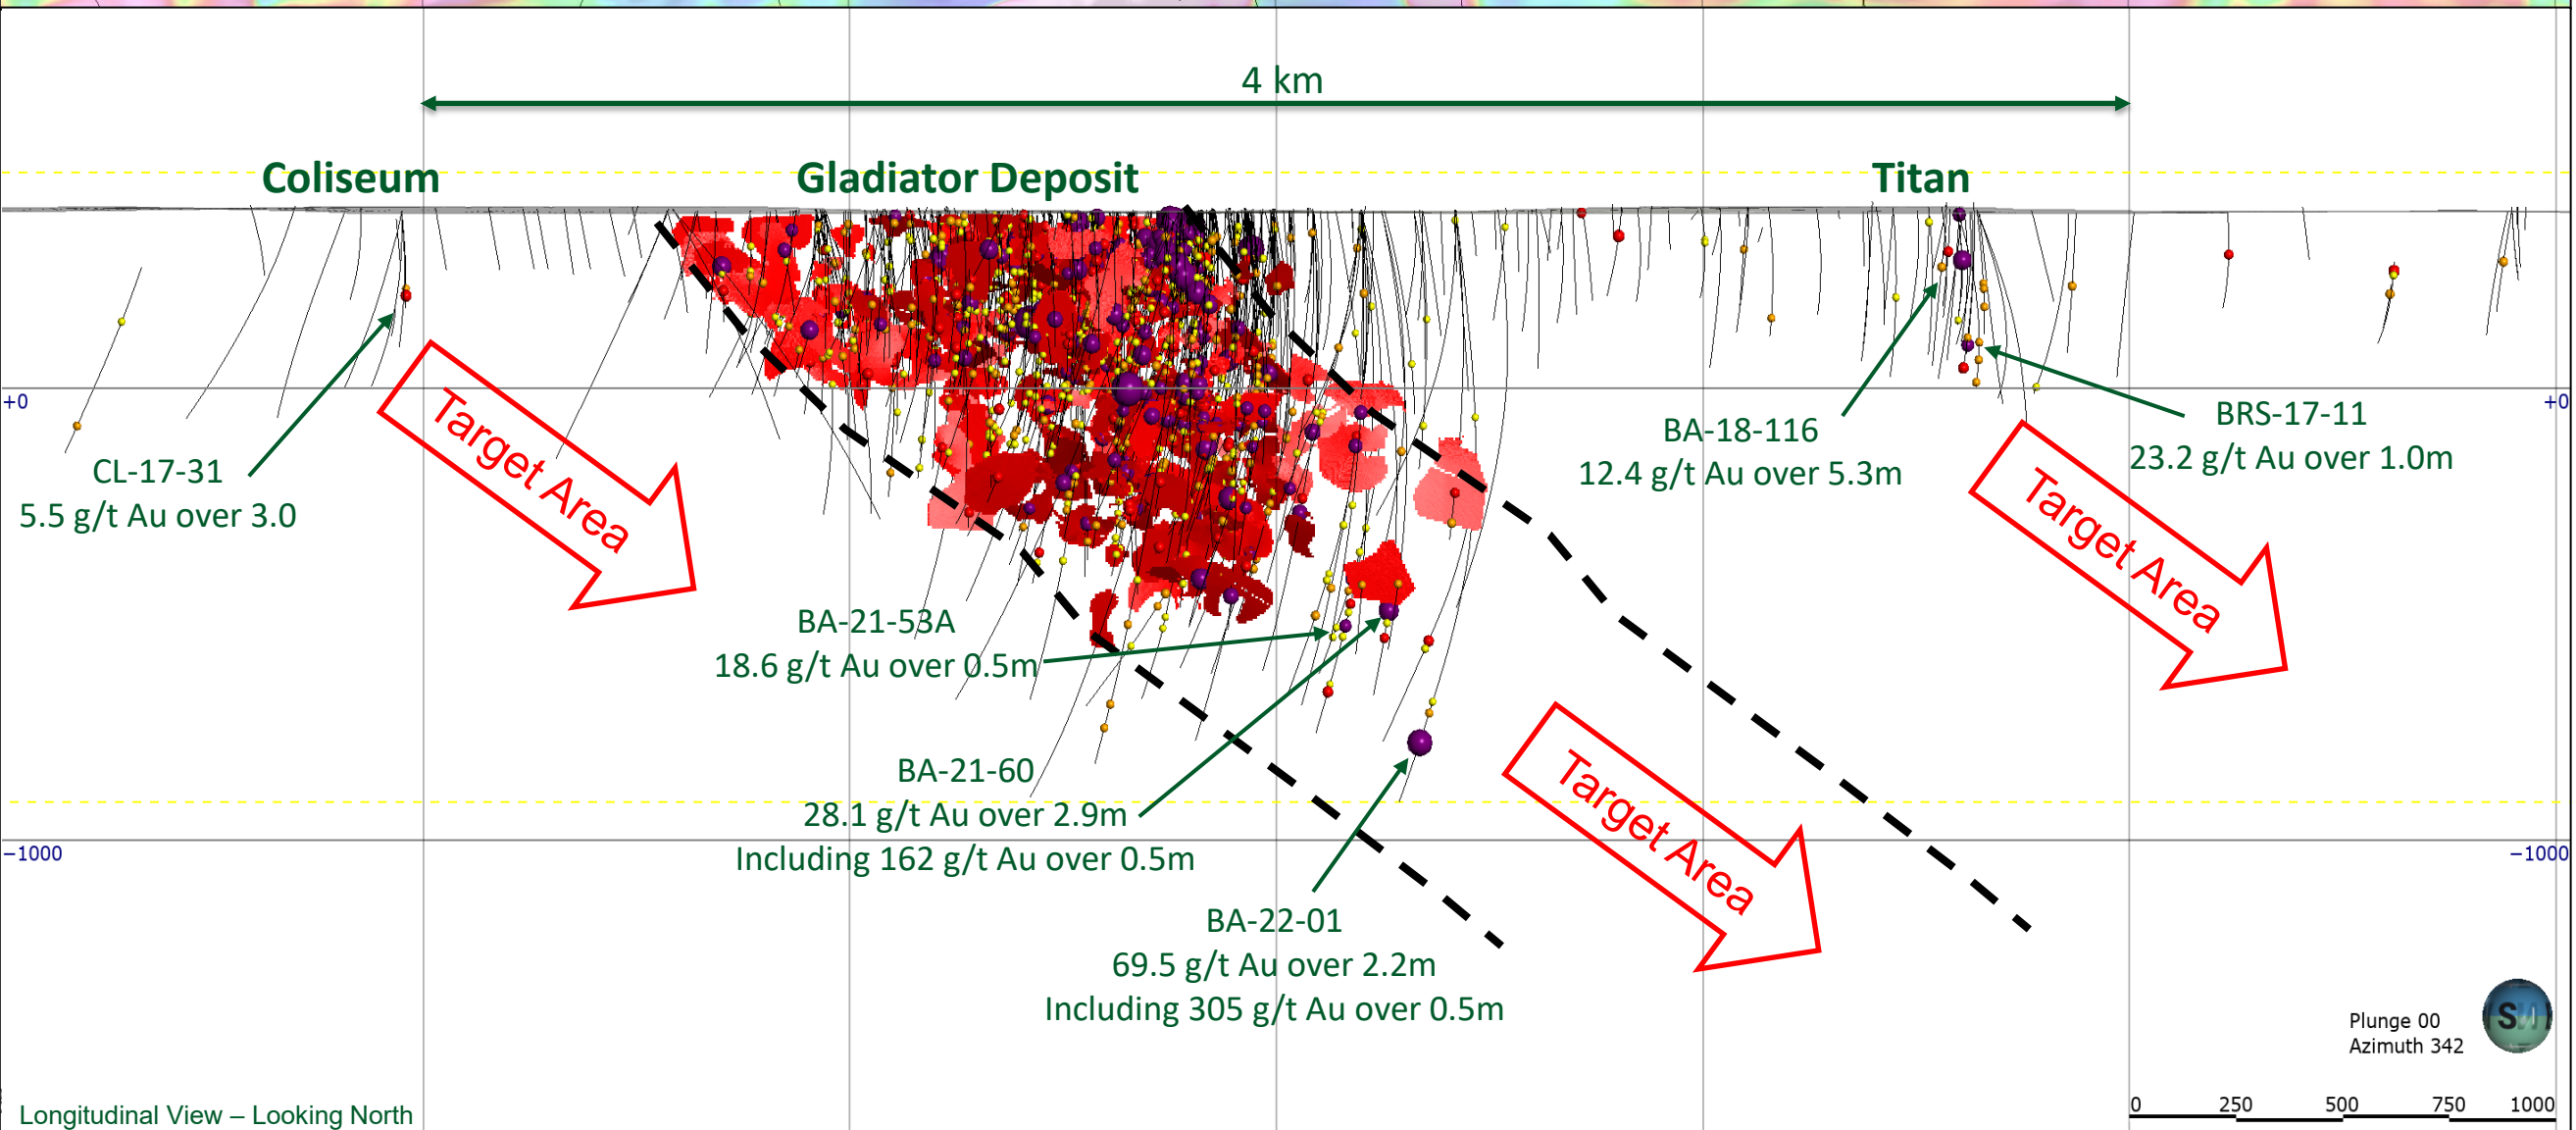 4 km
Coliseum
Gladiator Deposit
Titan
+0
+0
CL-17-31
5.5 g/t Au over 3.0
Target Area
BA-18-116
12.4 g/t Au over 5.3m
BRS-17-11
23.2 g/t Au over 1.0m
Target Area
BA-21-53A
18.6 g/t Au over 0.5m
BA-21-60
28.1 g/t Au over 2.9m
Including 162 g/t Au over 0.5m
Target Area
−1000
−1000
BA-22-01
69.5 g/t Au over 2.2m
Including 305 g/t Au over 0.5m
Plunge 00
Azimuth 342
S
0 250 500 750 1000
Longitudinal View – Looking North